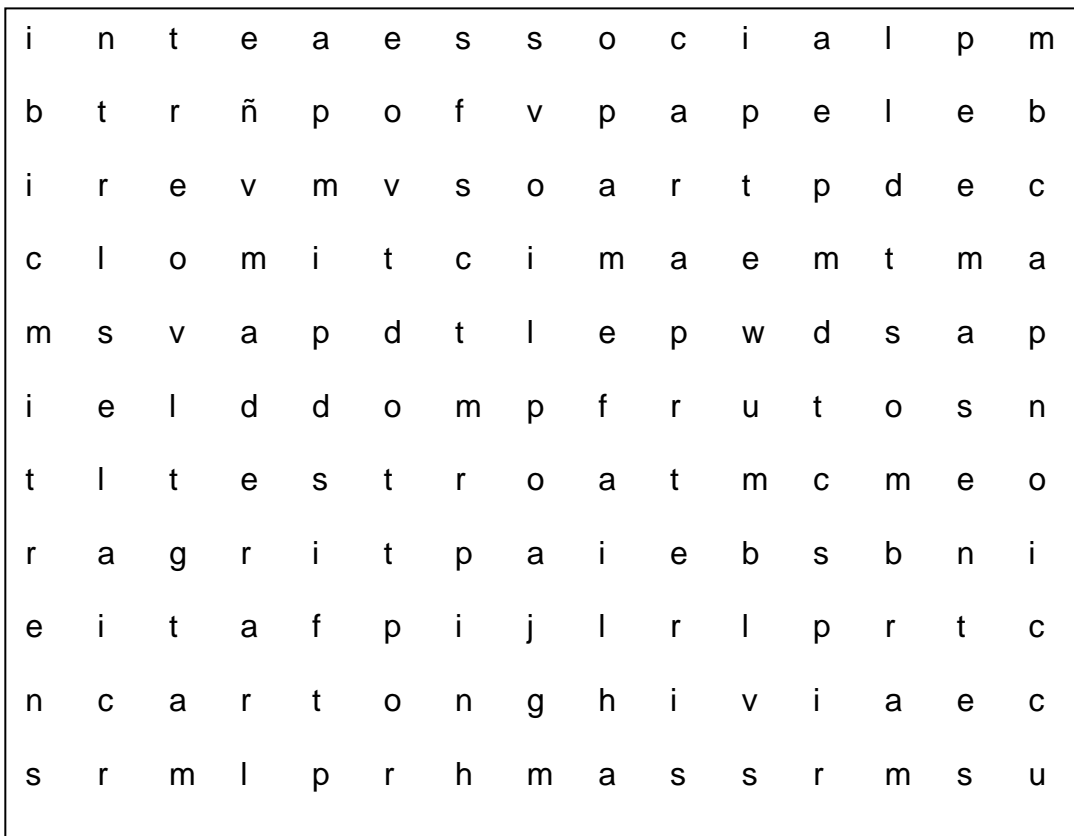 i n t e a e s s o c i a l p m
b t r ñ p o f v p a p e l e b
i r e v m v s o a r t p d e c
c l o m i t c i m a e m t m a
m s v a p d t l e p w d s a p
i e l d d o m p f r u t o s n
t l t e s t r o a t m c m e o
r a g r i t p a i e b s b n i
e i t a f p i j l r l p r t c
n c a r t o n g h i v i a e c
s r m l p r h m a s s r m s u